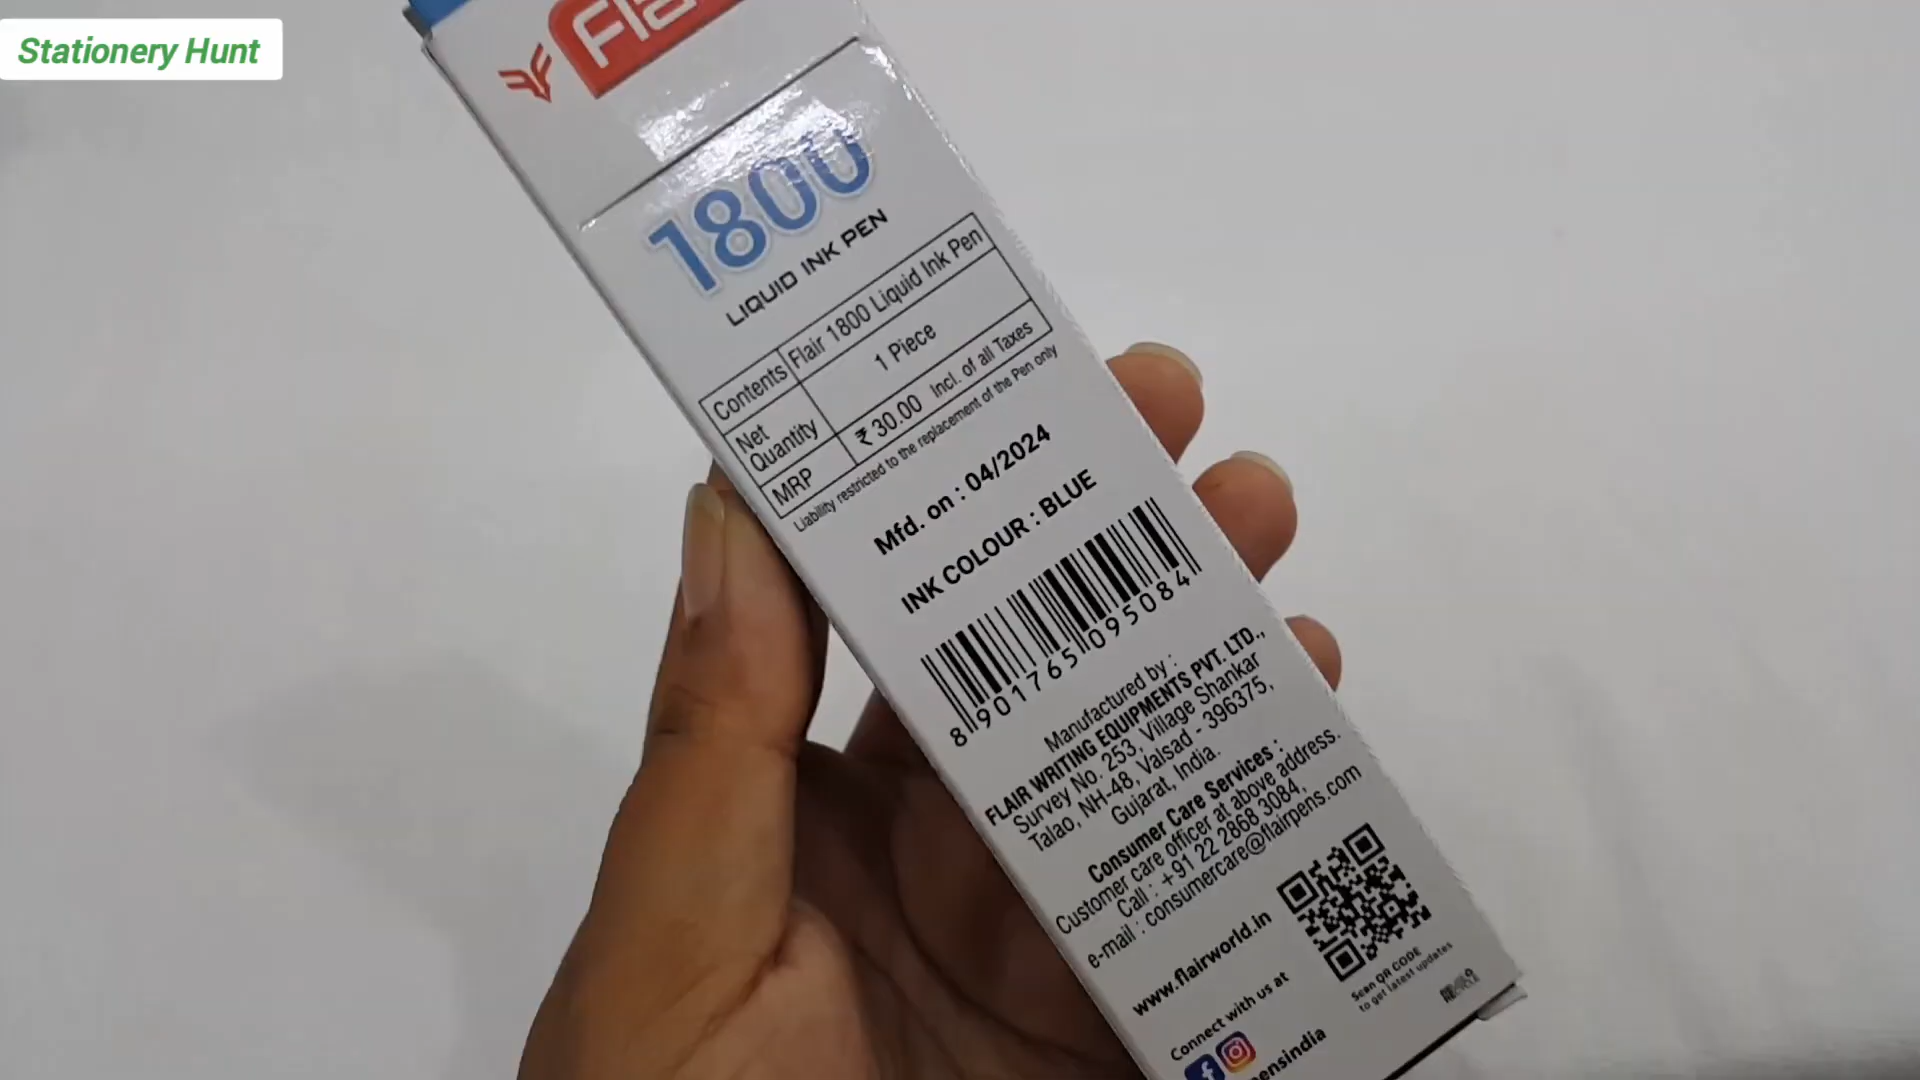 Stationery Hunt
1800
LIQUID INK PEN
Contents Flair 1800 Liquid Ink Pen
Net Quantity 1 Piece
MRP ₹ 30.00 Incl. of all Taxes
Liability restricted to the replacement of the Pen only
Mfd. on : 04/2024
INK COLOUR : BLUE
8 901765 095084
Manufactured by :
FLAIR WRITING EQUIPMENTS PVT. LTD.,
Survey No. 253, Village Shankar
Talao, NH-48, Valsad - 396375,
Gujarat, India.
Consumer Care Services :
Customer care officer at above address.
Call : +91 22 2868 3084,
e-mail : consumercare@flairpens.com
www.flairworld.in
Scan QR CODE
to get latest updates
Connect with us at